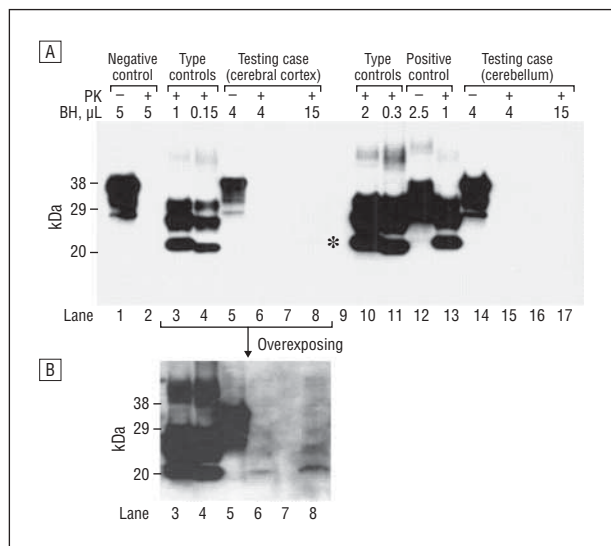 A
Negative control
Type controls
Testing case (cerebral cortex)
Type controls
Positive control
Testing case (cerebellum)
PK – + + + – + + + + – + – + +
BH, μL 5 5 1 0.15 4 4 15 2 0.3 2.5 1 4 4 15
38
29
20
kDa
*
Lane 1 2 3 4 5 6 7 8 9 10 11 12 13 14 15 16 17
Overexposing
B
38
29
20
kDa
Lane 3 4 5 6 7 8